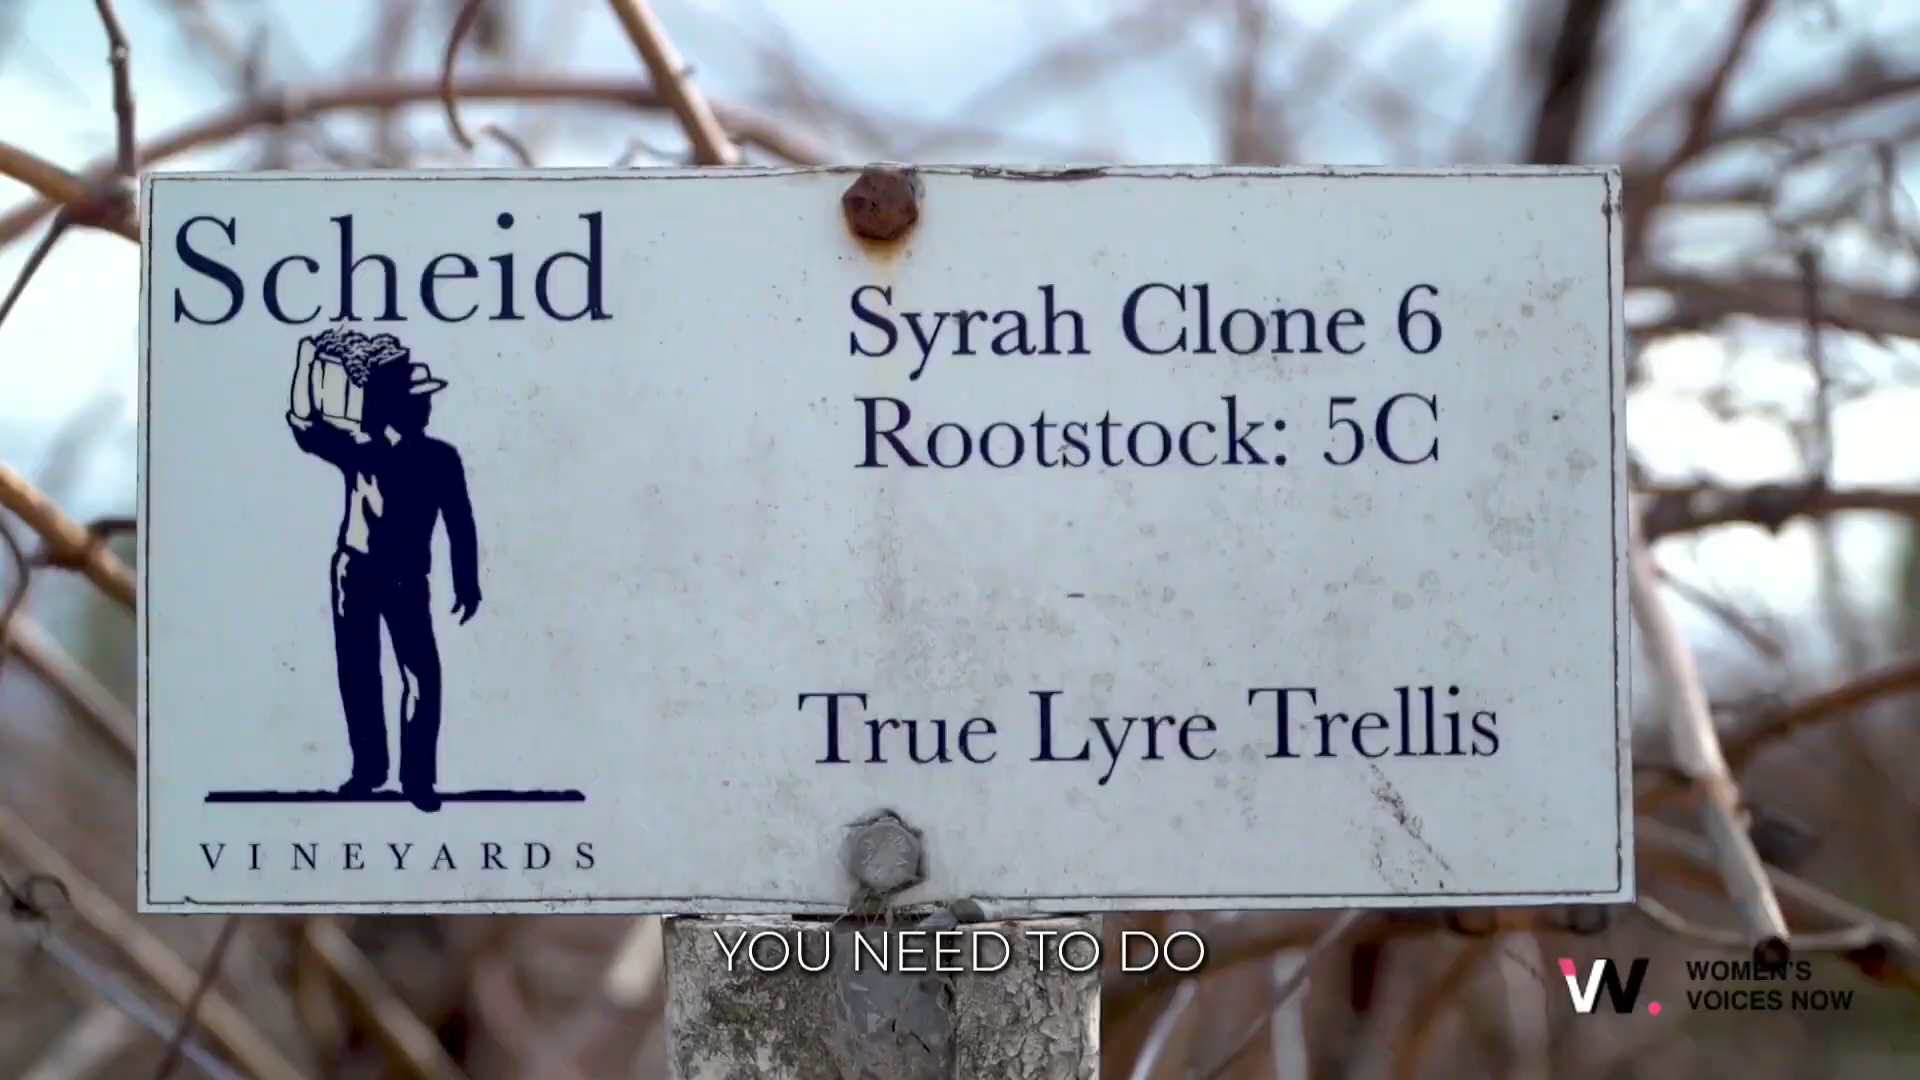 Scheid
VINEYARDS
Syrah Clone 6
Rootstock: 5C
True Lyre Trellis
YOU NEED TO DO
W.
WOMEN'S
VOICES NOW